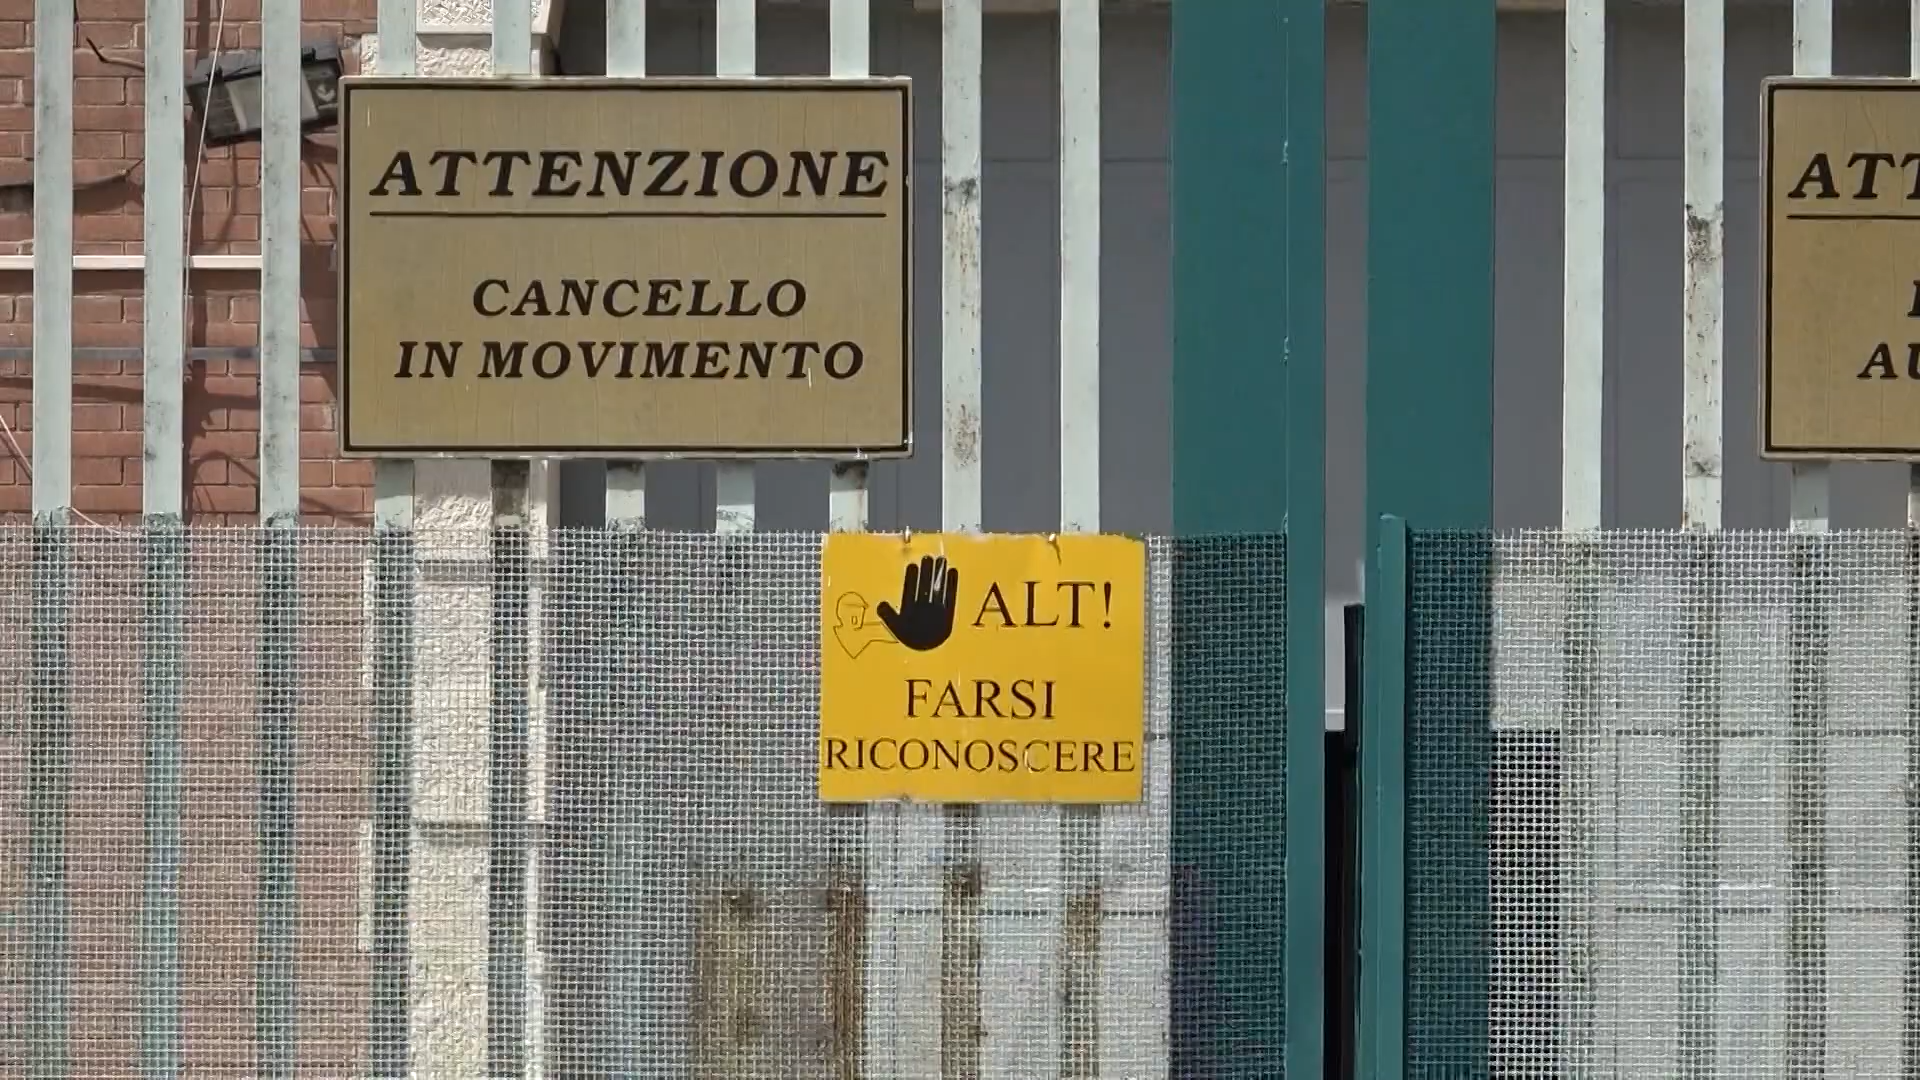 ATTENZIONE
CANCELLO
IN MOVIMENTO
ALT!
FARSI
RICONOSCERE